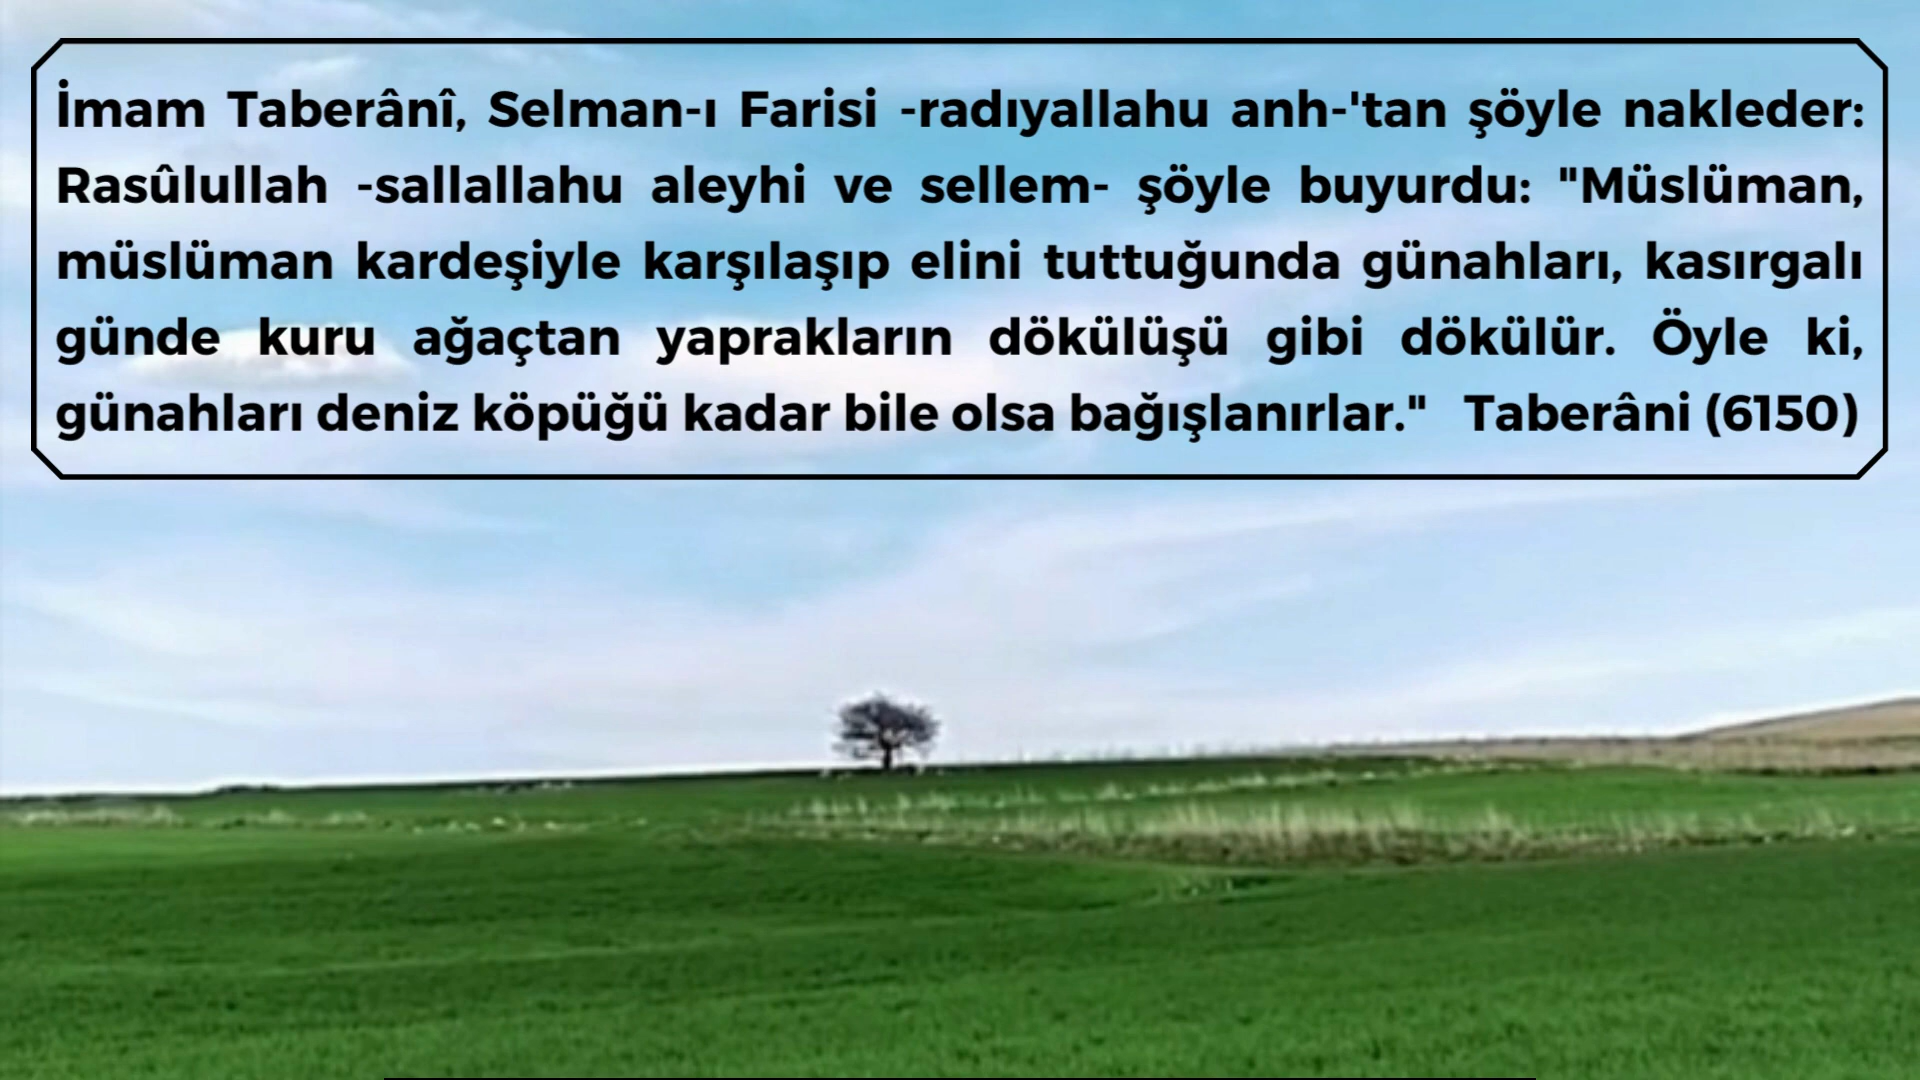 İmam Taberânî, Selman-ı Farisi -radıyallahu anh-'tan şöyle nakleder:
Rasûlullah -sallallahu aleyhi ve sellem- şöyle buyurdu: "Müslüman,
müslüman kardeşiyle karşılaşıp elini tuttuğunda günahları, kasırgalı
günde kuru ağaçtan yaprakların dökülüşü gibi dökülür. Öyle ki,
günahları deniz köpüğü kadar bile olsa bağışlanırlar." Taberâni (6150)